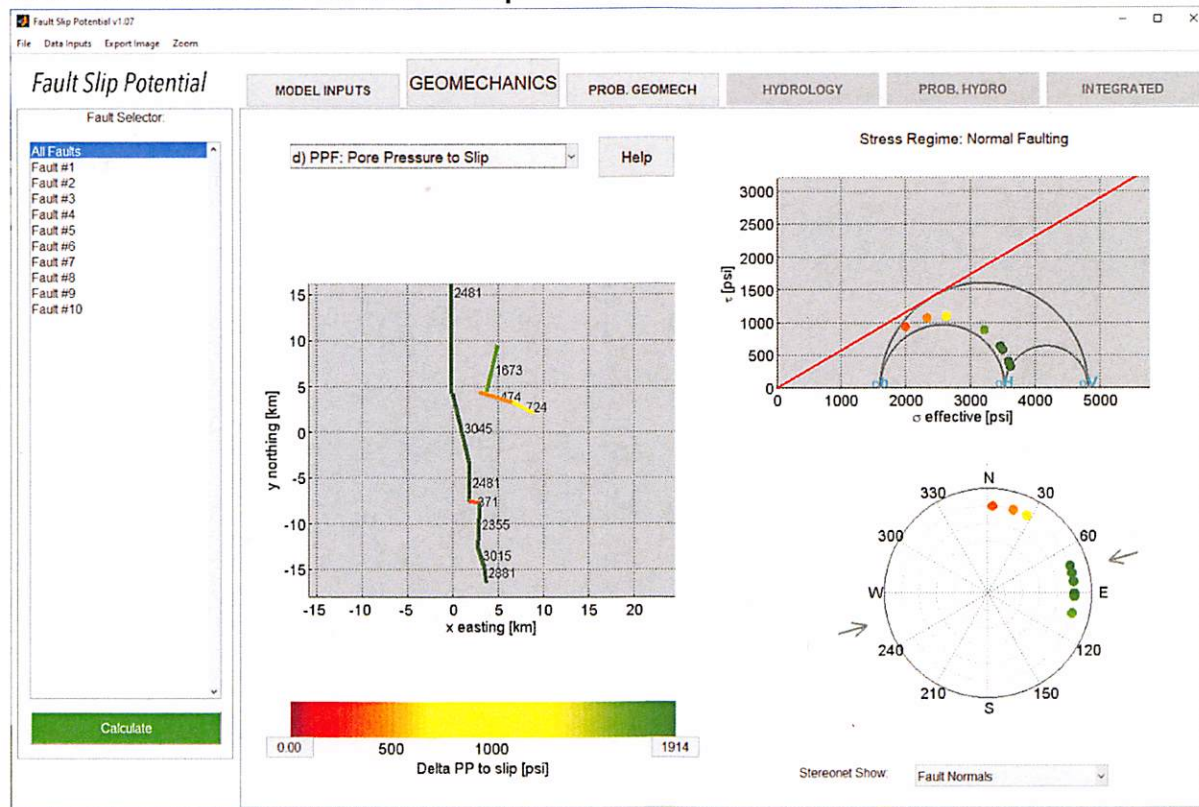 Fault Slip Potential v1.07
File Data Inputs Export Image Zoom
Fault Slip Potential
MODEL INPUTS
GEOMECHANICS
PROB. GEOMECH
HYDROLOGY
PROB. HYDRO
INTEGRATED
Fault Selector:
All Faults
Fault #1
Fault #2
Fault #3
Fault #4
Fault #5
Fault #6
Fault #7
Fault #8
Fault #9
Fault #10
Calculate
d) PPF: Pore Pressure to Slip
Help
15
10
5
0
-5
-10
-15
y northing [km]
2481
1673
474
724
3045
2481
371
2355
3015
2881
-15 -10 -5 0 5 10 15 20
x easting [km]
0.00 500 1000 1914
Delta PP to slip [psi]
Stress Regime: Normal Faulting
3000
2500
2000
1500
1000
500
0
τ [psi]
σh σH σV
0 1000 2000 3000 4000 5000
σ effective [psi]
N
30
60
E
120
150
S
210
240
W
300
330
Stereonet Show: Fault Normals